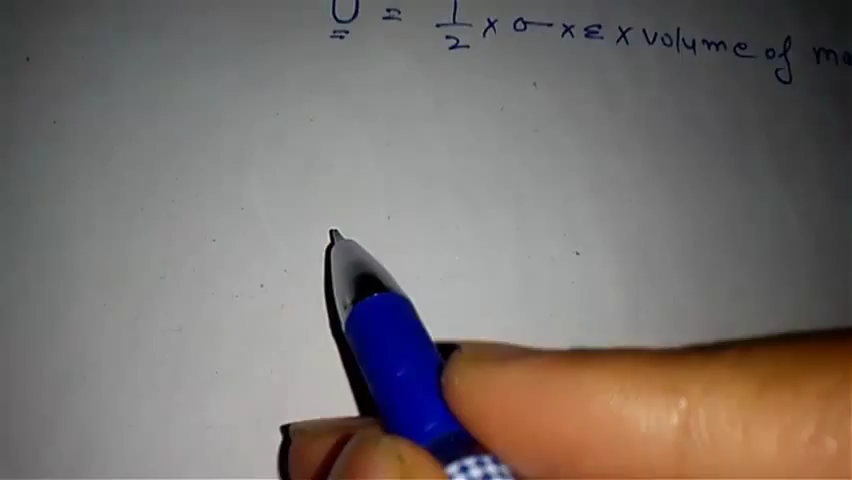 U = 1/2 × σ × ε × volume of